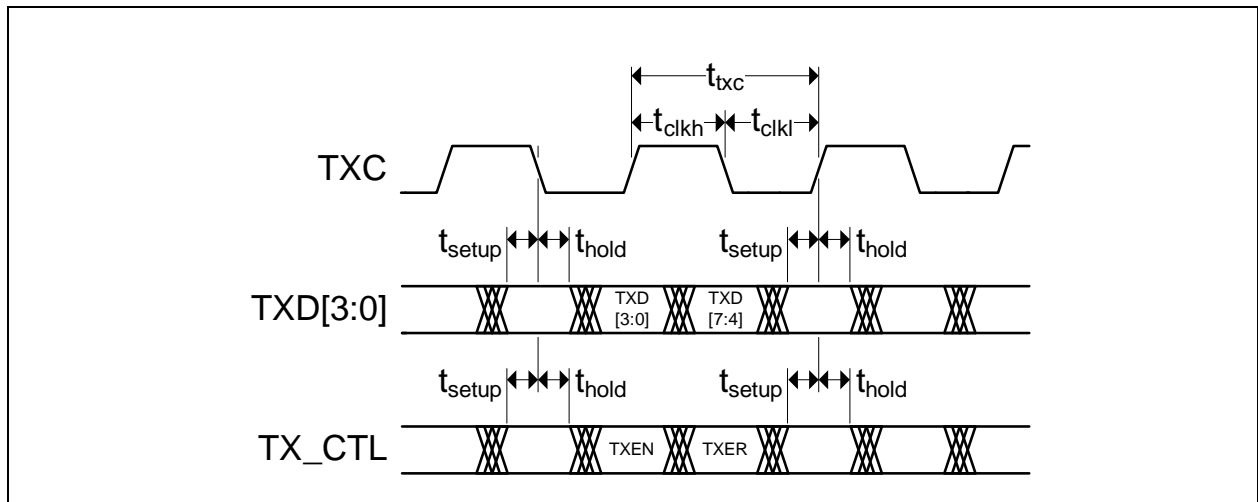 t_txc
t_clkh t_clkl
TXC
t_setup t_hold t_setup t_hold
TXD[3:0] TXD [3:0] TXD [7:4]
t_setup t_hold t_setup t_hold
TX_CTL TXEN TXER